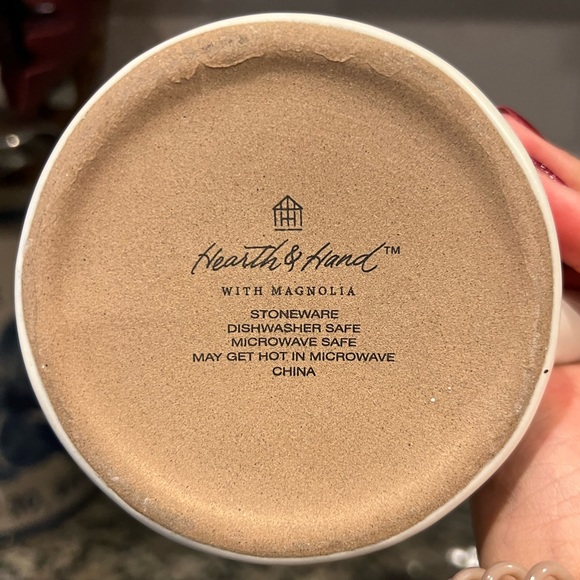 Hearth & Hand™
WITH MAGNOLIA
STONEWARE
DISHWASHER SAFE
MICROWAVE SAFE
MAY GET HOT IN MICROWAVE
CHINA